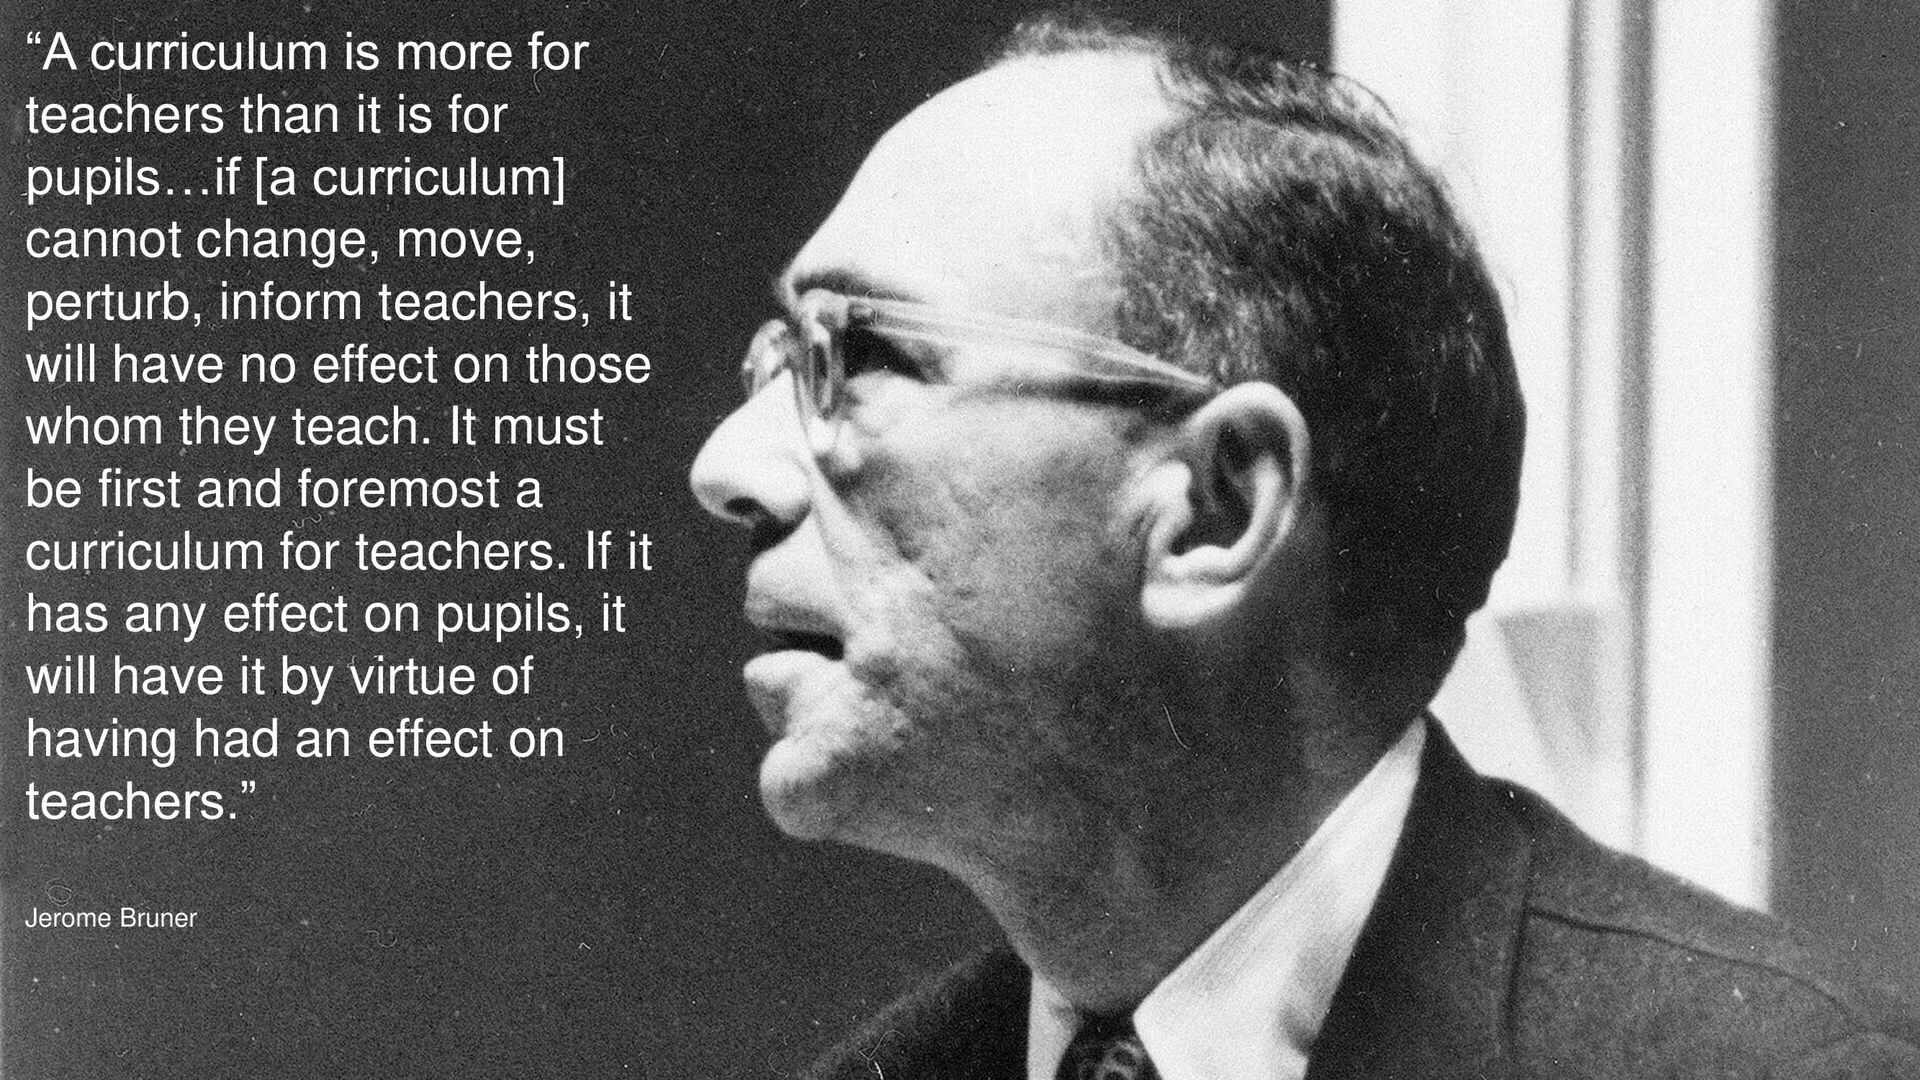 “A curriculum is more for
teachers than it is for
pupils…if [a curriculum]
cannot change, move,
perturb, inform teachers, it
will have no effect on those
whom they teach. It must
be first and foremost a
curriculum for teachers. If it
has any effect on pupils, it
will have it by virtue of
having had an effect on
teachers.”
Jerome Bruner